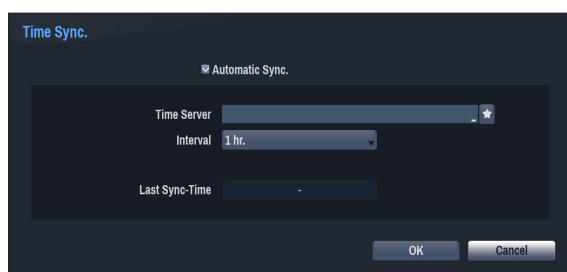 Time Sync.
Automatic Sync.
Time Server _
Interval 1 hr.
Last Sync-Time -
OK Cancel